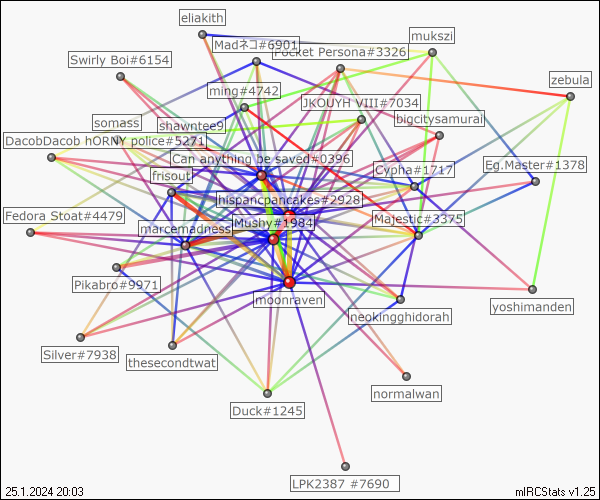 eliakith
mukszi
Madネコ#6901
Pocket Persona#3326
Swirly Boi#6154
zebula
ming#4742
JKOUYH VIII#7034
somass
shawntee9
bigcitysamurai
DacobDacob hORNY police#5271
Can anything be saved#0396
Eg.Master#1378
frisout
Cypha#1717
hispancpancakes#2928
Fedora Stoat#4479
Mushy#1984
Majestic#3375
marcemadness
Pikabro#9971
moonraven
yoshimanden
neokingghidorah
Silver#7938
thesecondtwat
normalwan
Duck#1245
LPK2387 #7690
25.1.2024 20:03
mIRCStats v1.25